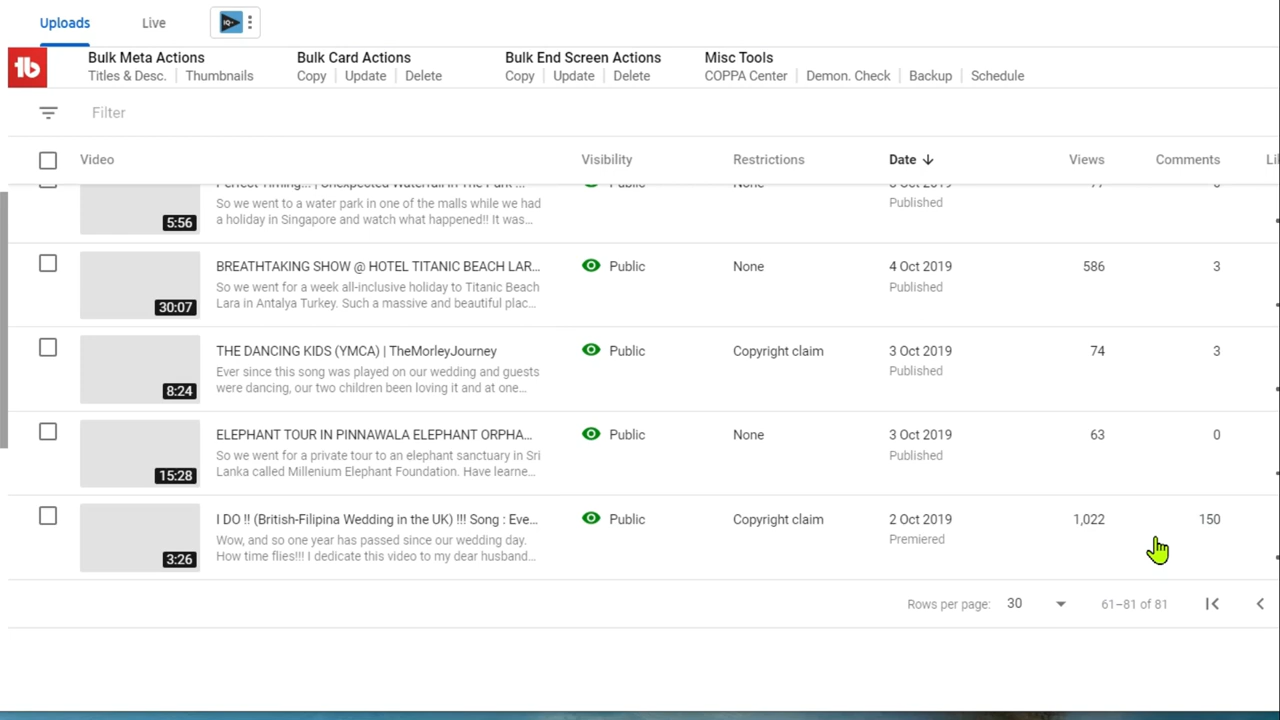 Uploads Live
Bulk Meta Actions Bulk Card Actions Bulk End Screen Actions Misc Tools
Titles & Desc. | Thumbnails Copy | Update | Delete Copy | Update | Delete COPPA Center | Demon. Check | Backup | Schedule
Filter
Video Visibility Restrictions Date ↓ Views Comments
So we went to a water park in one of the malls while we had Published
5:56 a holiday in Singapore and watch what happened!! It was…
BREATHTAKING SHOW @ HOTEL TITANIC BEACH LAR… Public None 4 Oct 2019 586 3
So we went for a week all-inclusive holiday to Titanic Beach Published
30:07 Lara in Antalya Turkey. Such a massive and beautiful plac…
THE DANCING KIDS (YMCA) | TheMorleyJourney Public Copyright claim 3 Oct 2019 74 3
Ever since this song was played on our wedding and guests Published
8:24 were dancing, our two children been loving it and at one…
ELEPHANT TOUR IN PINNAWALA ELEPHANT ORPHA… Public None 3 Oct 2019 63 0
So we went for a private tour to an elephant sanctuary in Sri Published
15:28 Lanka called Millenium Elephant Foundation. Have learne…
I DO !! (British-Filipina Wedding in the UK) !!! Song : Eve… Public Copyright claim 2 Oct 2019 1,022 150
Wow, and so one year has passed since our wedding day. Premiered
3:26 How time flies!!! I dedicate this video to my dear husband…
Rows per page: 30 61–81 of 81